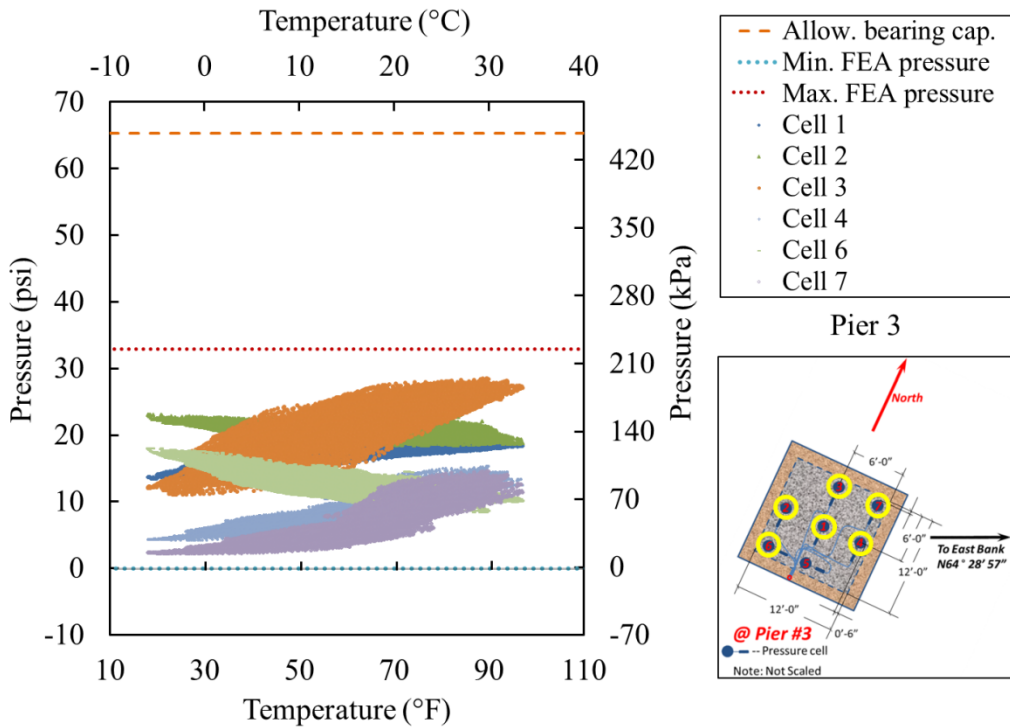 Temperature (°C)
-10 0 10 20 30 40
70
60
50
40
30
20
10
0
-10
Pressure (psi)
420
350
280
210
140
70
0
-70
Pressure (kPa)
10 30 50 70 90 110
Temperature (°F)
Allow. bearing cap.
Min. FEA pressure
Max. FEA pressure
Cell 1
Cell 2
Cell 3
Cell 4
Cell 6
Cell 7
Pier 3
North
6'-0"
6'-0"
To East Bank
N64° 28' 57"
12'-0"
12'-0"
0'-6"
@ Pier #3
-- Pressure cell
Note: Not Scaled